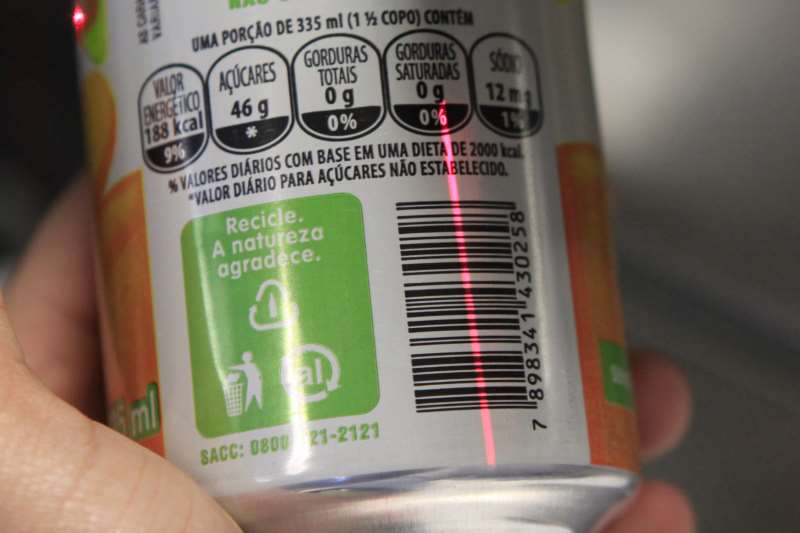 UMA PORÇÃO DE 335 ml (1 ½ COPO) CONTÉM
VALOR ENERGÉTICO
188 kcal
9%
AÇÚCARES
46 g
*
GORDURAS TOTAIS
0 g
0%
GORDURAS SATURADAS
0 g
0%
SÓDIO
12 mg
1%
% VALORES DIÁRIOS COM BASE EM UMA DIETA DE 2000 kcal.
*VALOR DIÁRIO PARA AÇÚCARES NÃO ESTABELECIDO.
Recicle.
A natureza
agradece.
al
ml
SACC: 0800 721-2121
7 898341 430258